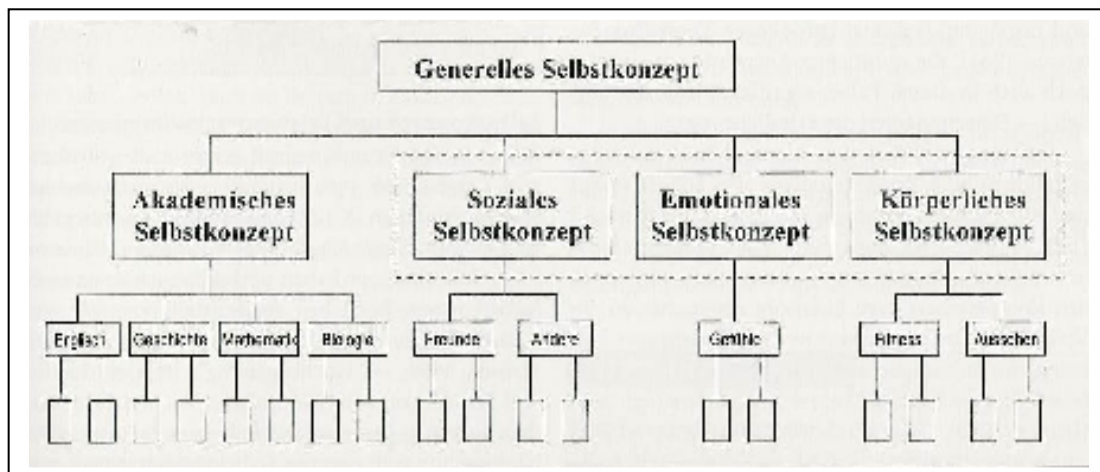 Generelles Selbstkonzept
Akademisches
Selbstkonzept
Soziales
Selbstkonzept
Emotionales
Selbstkonzept
Körperliches
Selbstkonzept
Englisch
Geschichte
Mathematik
Biologie
Freunde
Andere
Gefühle
Fitness
Aussehen